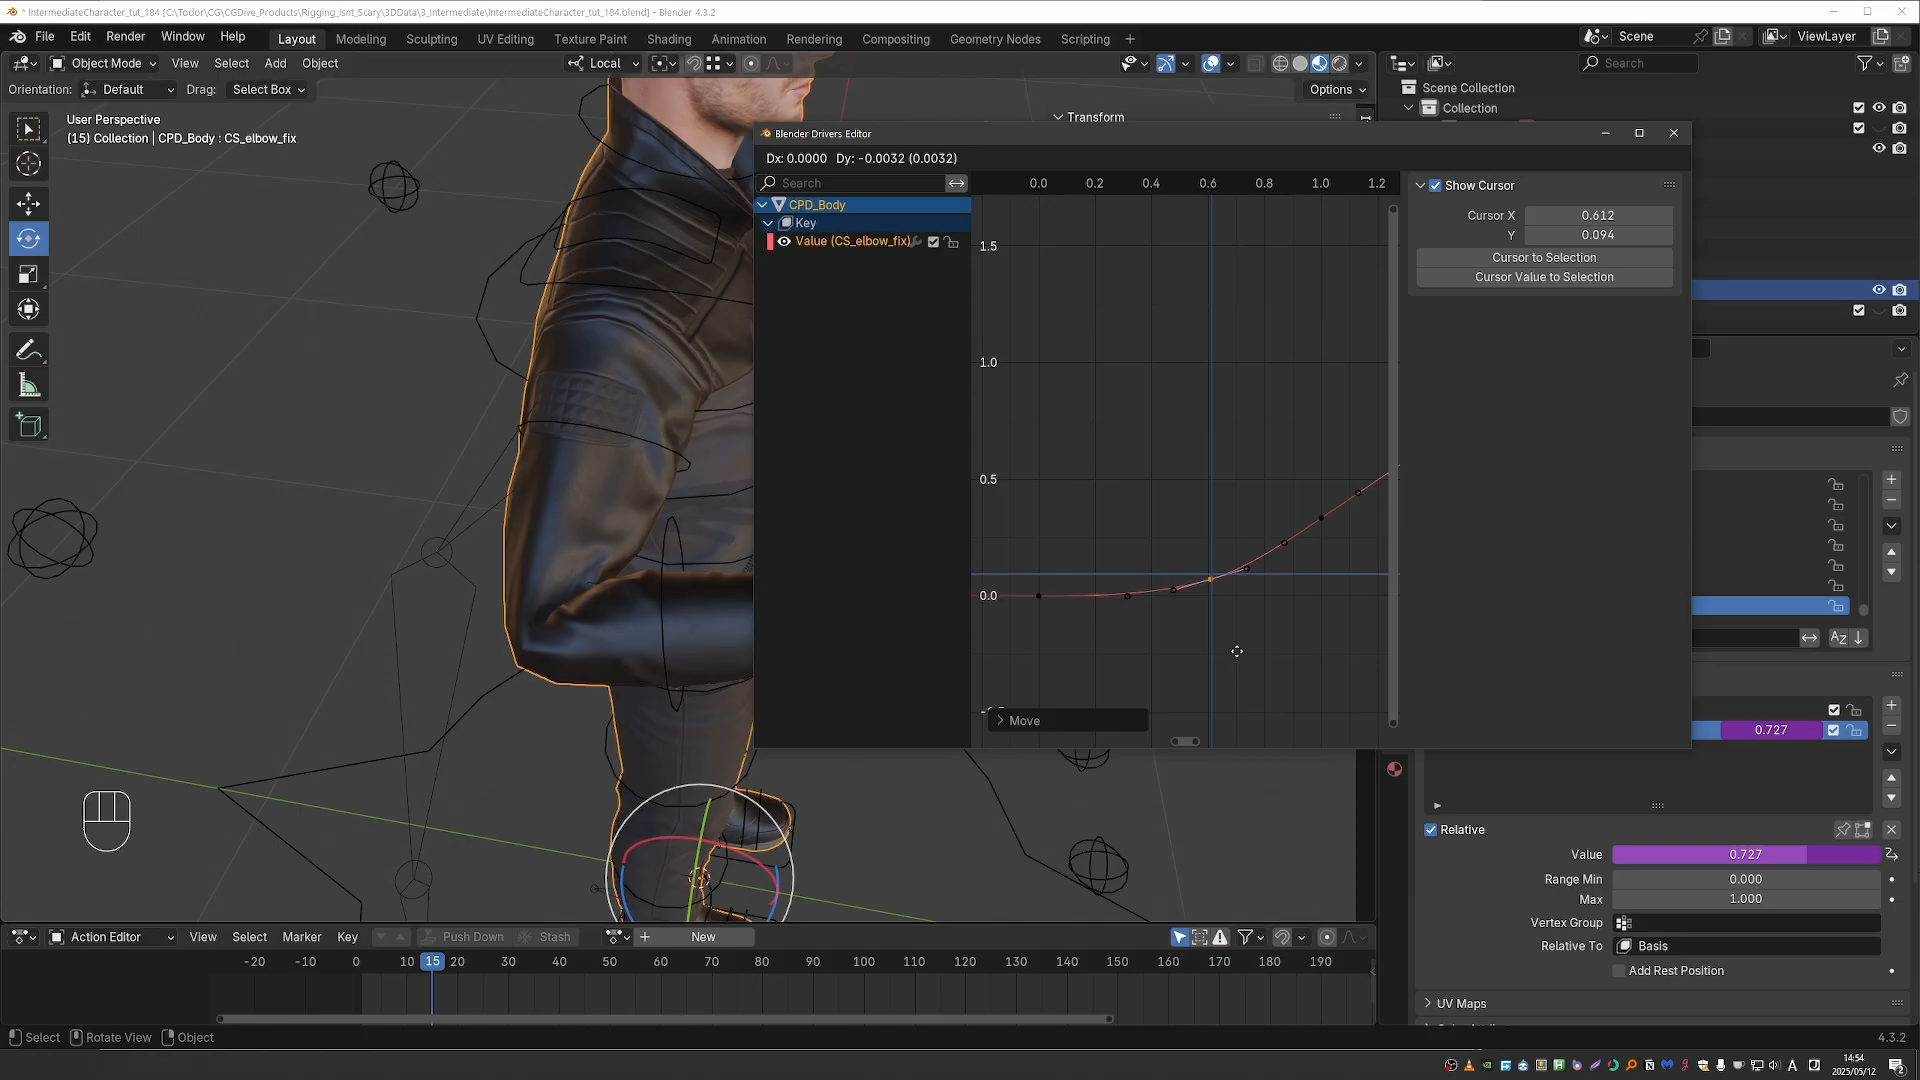 * IntermediateCharacter_tut_184 [C:\Todor\CG\CGDive_Products\Rigging_isnt_Scary\3DData\3_Intermediate\IntermediateCharacter_tut_184.blend] - Blender 4.3.2
File Edit Render Window Help Layout Modeling Sculpting UV Editing Texture Paint Shading Animation Rendering Compositing Geometry Nodes Scripting + Scene ViewLayer
Object Mode View Select Add Object Local Search
Orientation: Default Drag: Select Box Options
Scene Collection
Collection
User Perspective
(15) Collection | CPD_Body : CS_elbow_fix
Transform
Blender Drivers Editor
Dx: 0.0000 Dy: -0.0032 (0.0032)
Search
0.0 0.2 0.4 0.6 0.8 1.0 1.2
CPD_Body
Key
Value (CS_elbow_fix)
1.5
1.0
0.5
0.0
Move
Show Cursor
Cursor X 0.612
Y 0.094
Cursor to Selection
Cursor Value to Selection
0.727
Relative
Value 0.727
Range Min 0.000
Max 1.000
Vertex Group
Relative To Basis
Add Rest Position
UV Maps
Action Editor View Select Marker Key Push Down Stash New
-20 -10 0 10 15 20 30 40 50 60 70 80 90 100 110 120 130 140 150 160 170 180 190
Select Rotate View Object 4.3.2
A 14:54
2025/05/12